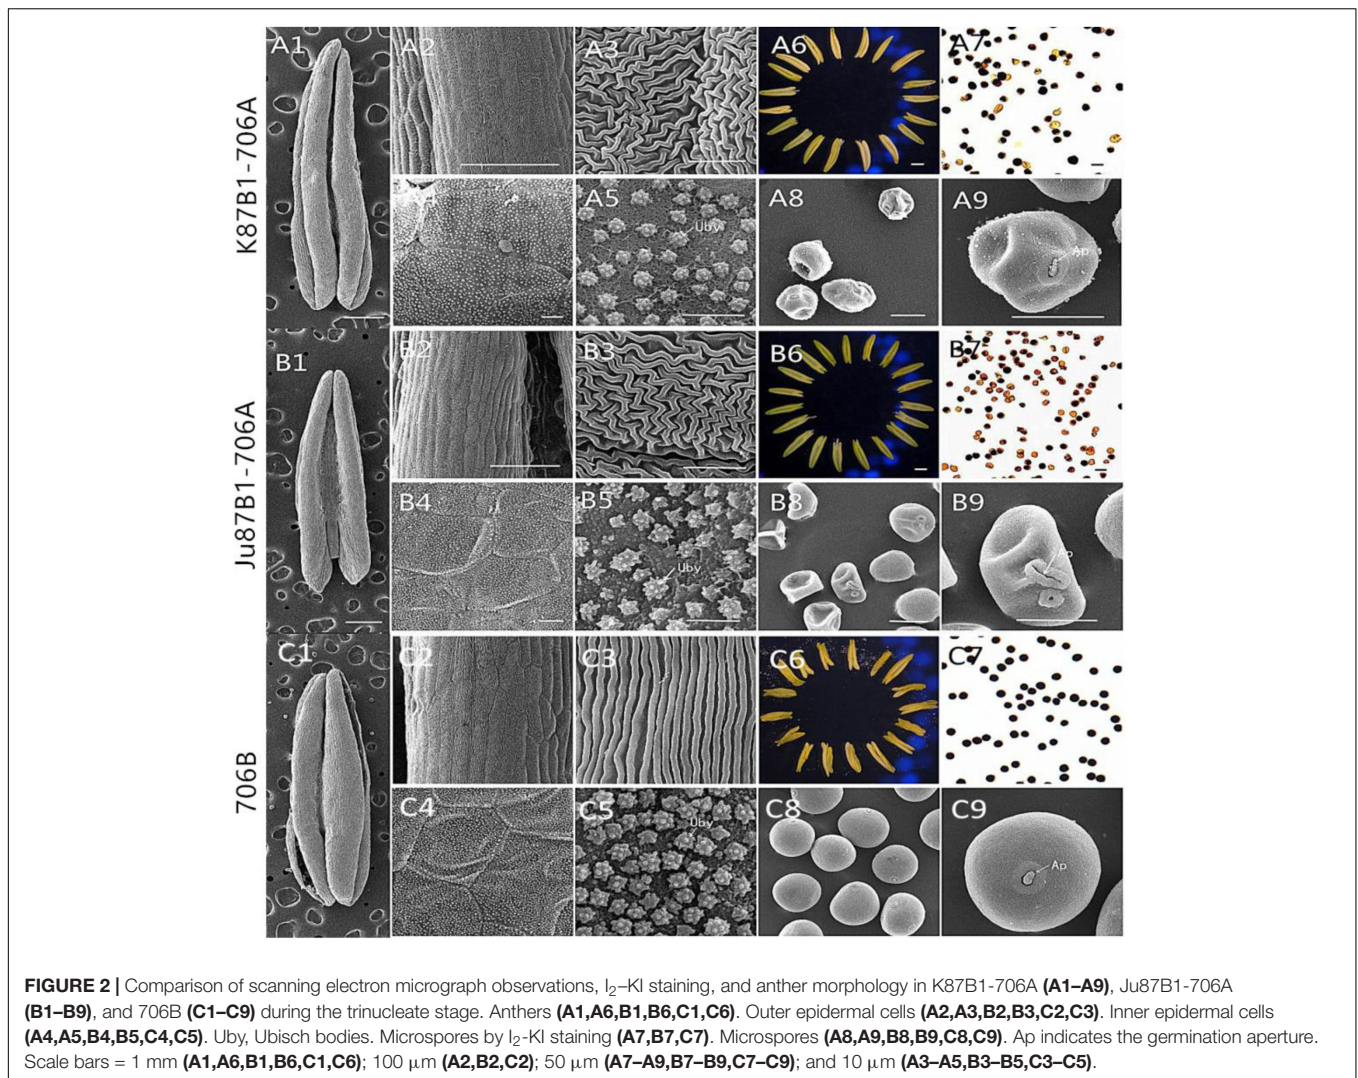 K87B1-706A
A1
A2
A3
A6
A7
A5
Uby
A8
A9
Ap
Ju87B1-706A
B1
B2
B3
B6
B7
B4
B5
Uby
B8
B9
Ap
706B
C1
C2
C3
C6
C7
C4
C5
Uby
C8
C9
Ap
FIGURE 2 | Comparison of scanning electron micrograph observations, I₂–KI staining, and anther morphology in K87B1-706A (A1–A9), Ju87B1-706A
(B1–B9), and 706B (C1–C9) during the trinucleate stage. Anthers (A1,A6,B1,B6,C1,C6). Outer epidermal cells (A2,A3,B2,B3,C2,C3). Inner epidermal cells
(A4,A5,B4,B5,C4,C5). Uby, Ubisch bodies. Microspores by I₂-KI staining (A7,B7,C7). Microspores (A8,A9,B8,B9,C8,C9). Ap indicates the germination aperture.
Scale bars = 1 mm (A1,A6,B1,B6,C1,C6); 100 μm (A2,B2,C2); 50 μm (A7–A9,B7–B9,C7–C9); and 10 μm (A3–A5,B3–B5,C3–C5).